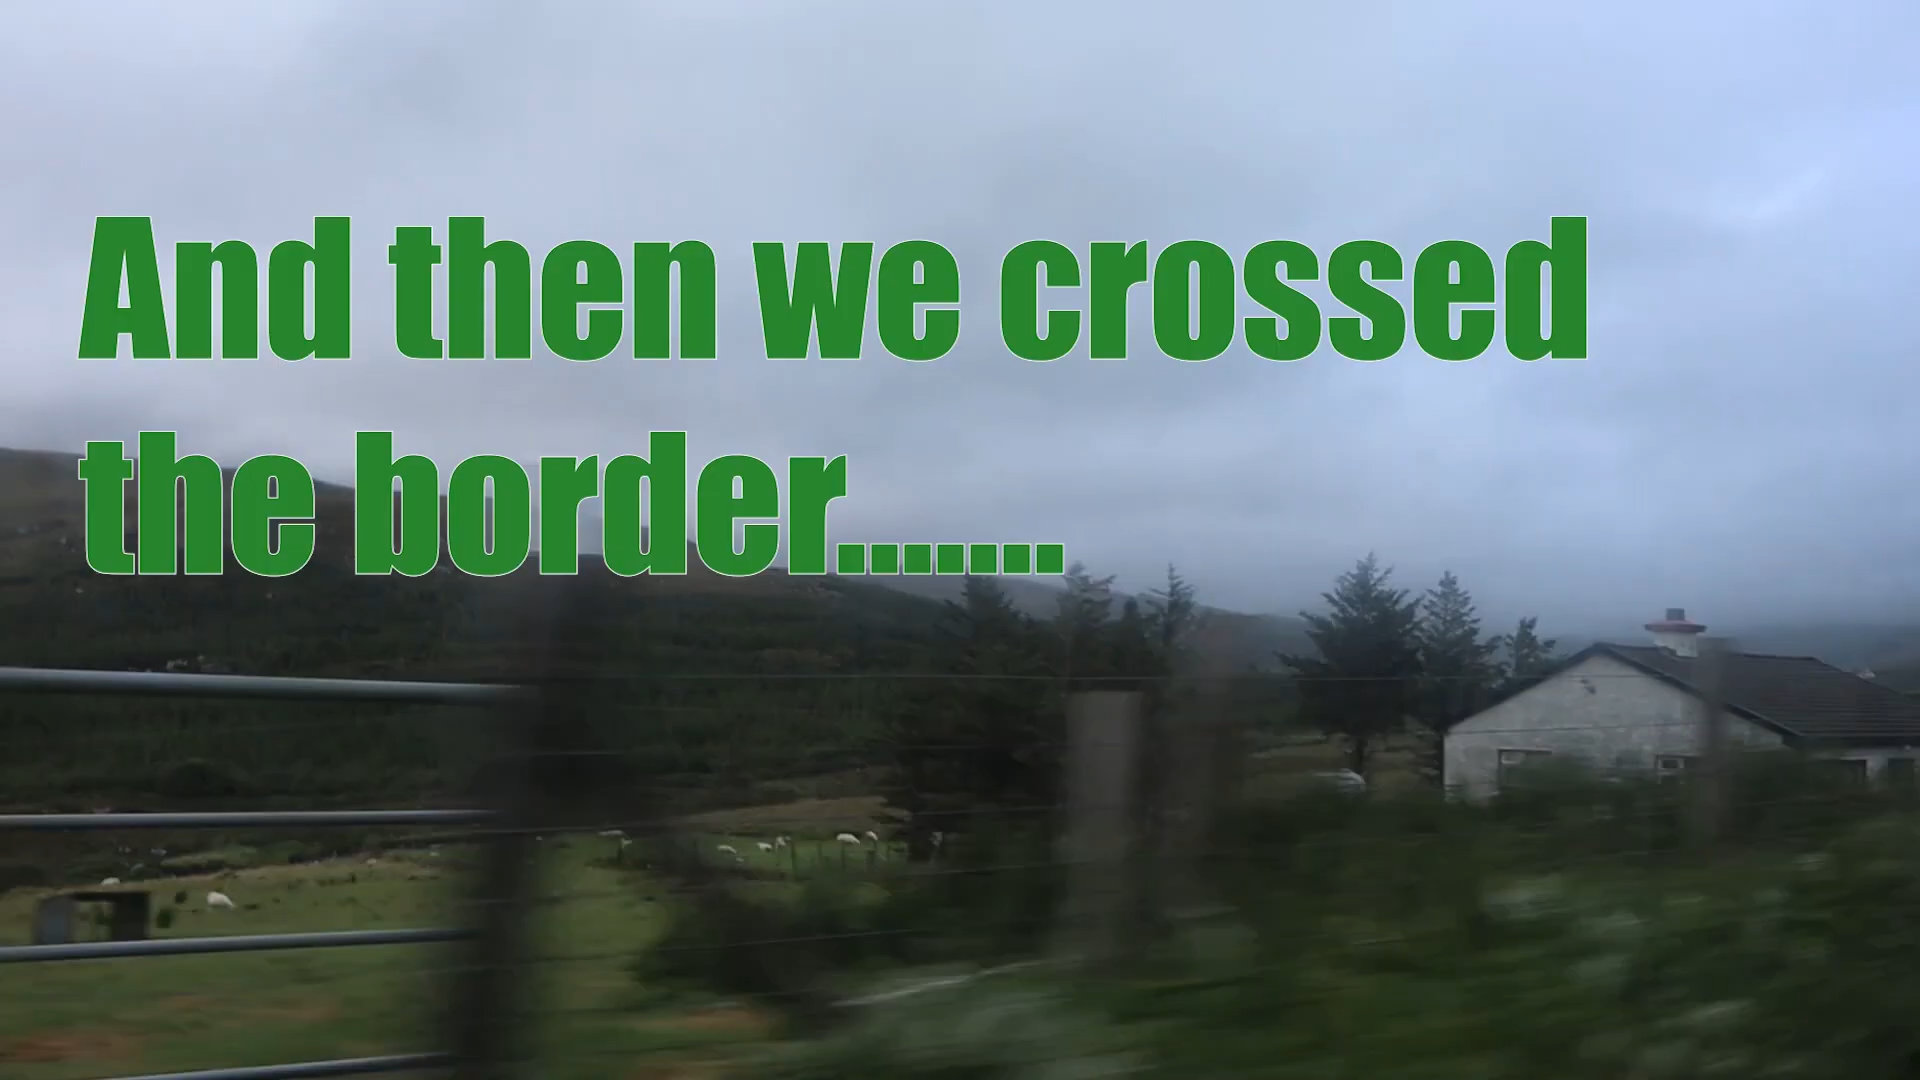 And then we crossed
the border.......